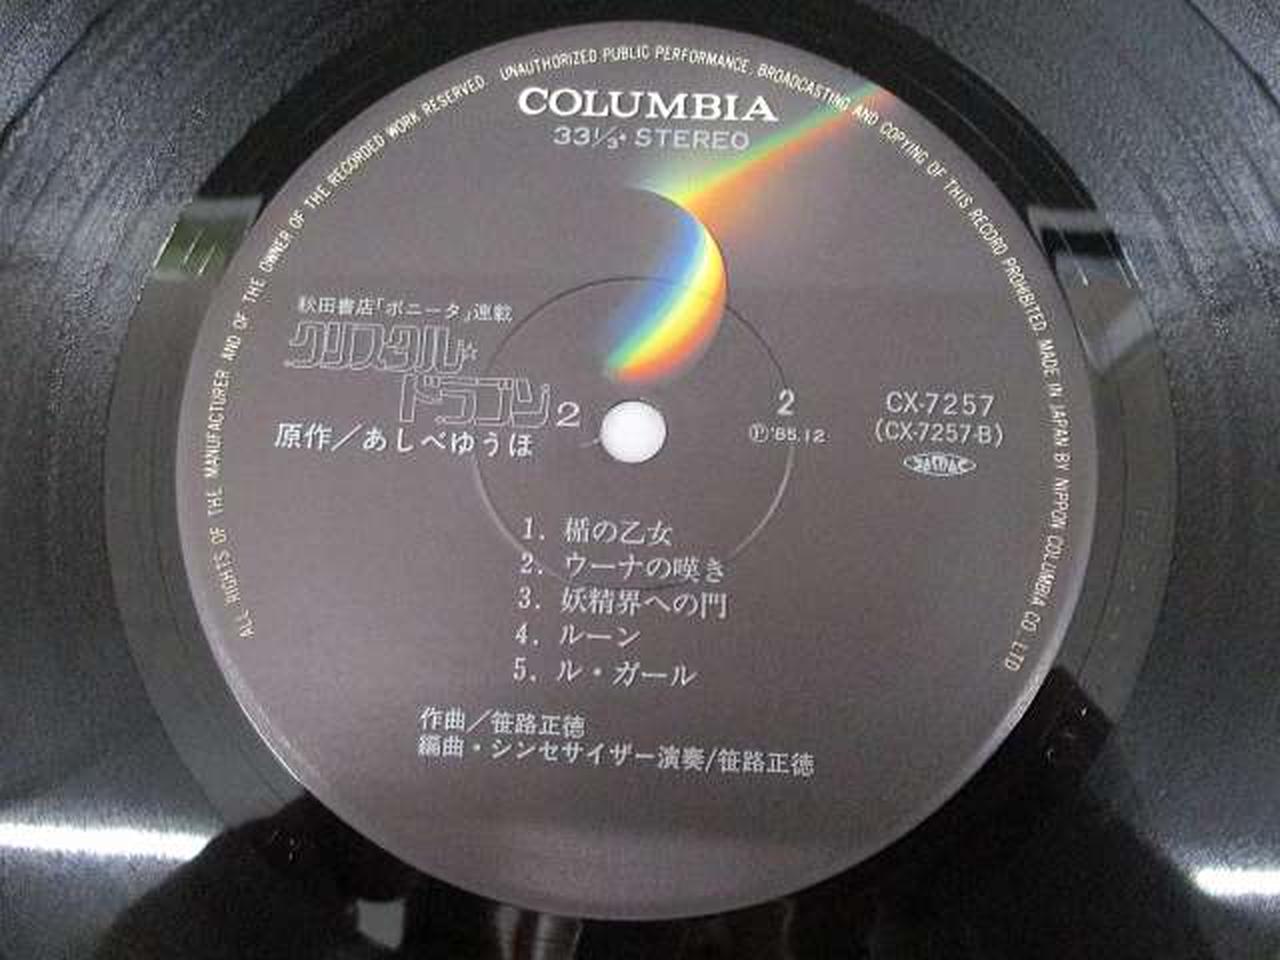 ALL RIGHTS OF THE MANUFACTURER AND OF THE OWNER OF THE RECORDED WORK RESERVED. UNAUTHORIZED PUBLIC PERFORMANCE, BROADCASTING AND COPYING OF THIS RECORD PROHIBITED. MADE IN JAPAN BY NIPPON COLUMBIA CO. LTD
COLUMBIA
33⅓ STEREO
秋田書店「ボニータ」連載
クリスタル☆
ドラゴン 2
原作／あしべゆうほ
2
Ⓟ'85.12
CX-7257
(CX-7257-B)
1. 楯の乙女
2. ウーナの嘆き
3. 妖精界への門
4. ルーン
5. ル・ガール
作曲／笹路正徳
編曲・シンセサイザー演奏/笹路正徳